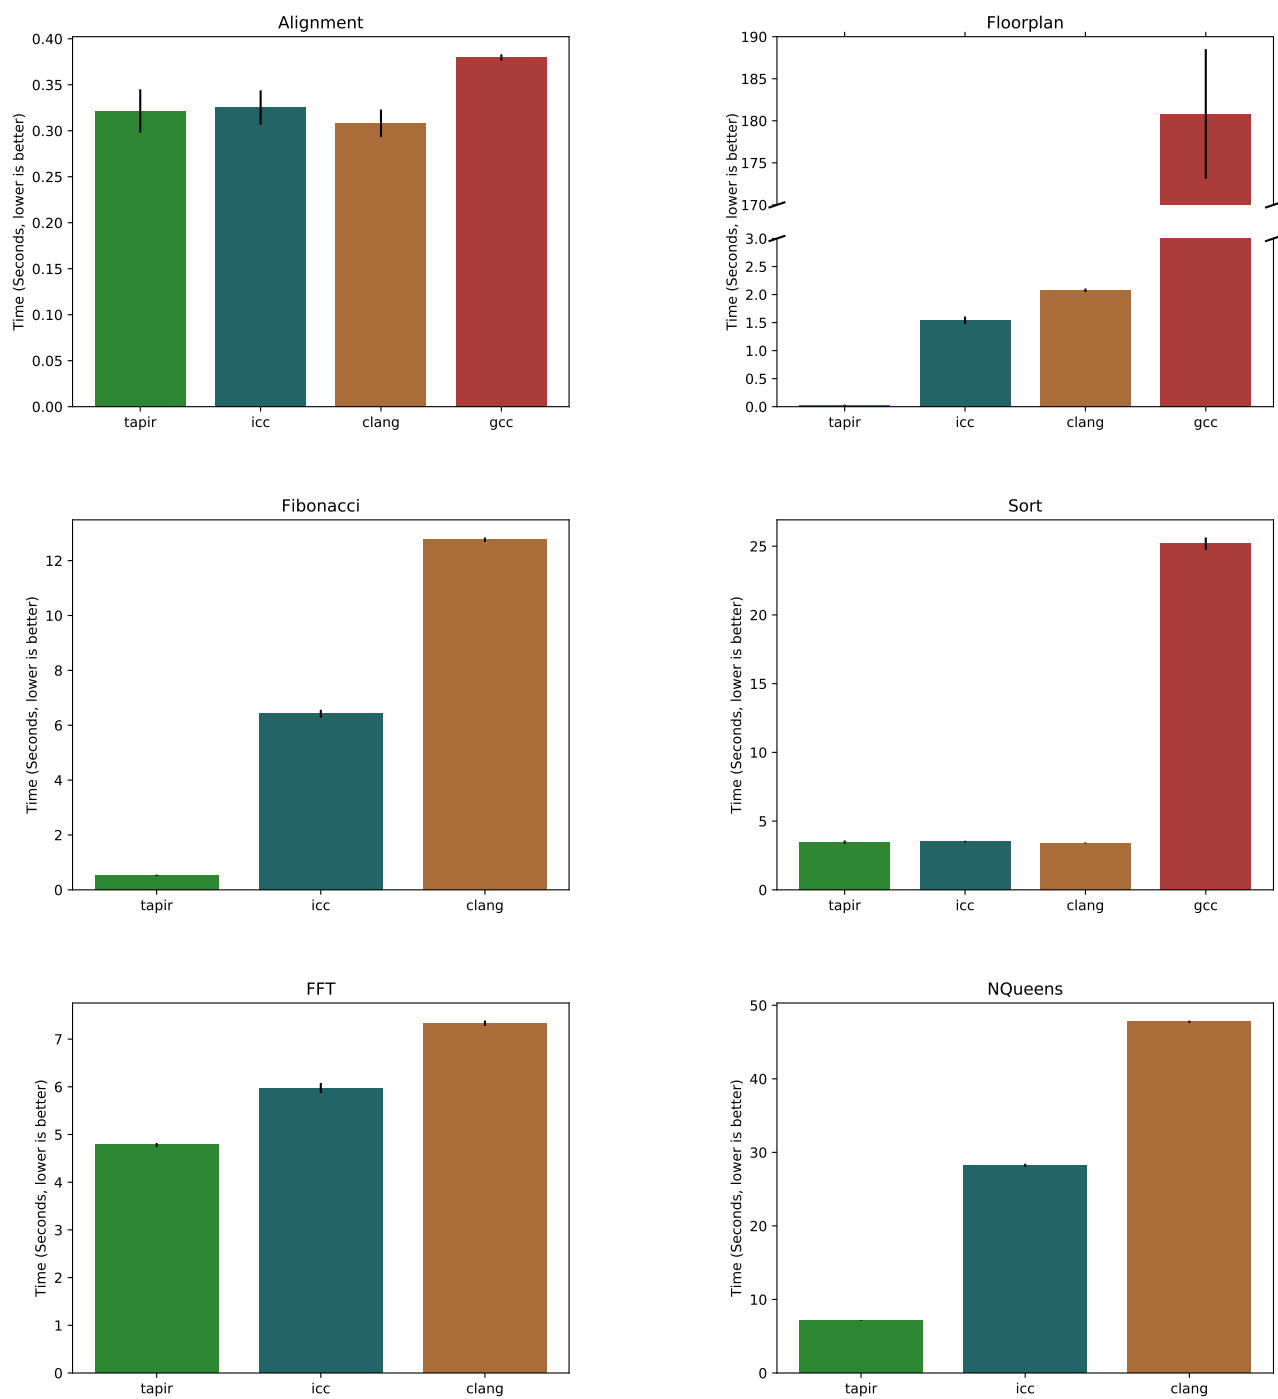 Alignment
Time (Seconds, lower is better)
0.40
0.35
0.30
0.25
0.20
0.15
0.10
0.05
0.00
tapir icc clang gcc
Floorplan
Time (Seconds, lower is better)
190
185
180
175
170
3.0
2.5
2.0
1.5
1.0
0.5
0.0
tapir icc clang gcc
Fibonacci
Time (Seconds, lower is better)
12
10
8
6
4
2
0
tapir icc clang
Sort
Time (Seconds, lower is better)
25
20
15
10
5
0
tapir icc clang gcc
FFT
Time (Seconds, lower is better)
7
6
5
4
3
2
1
0
tapir icc clang
NQueens
Time (Seconds, lower is better)
50
40
30
20
10
0
tapir icc clang